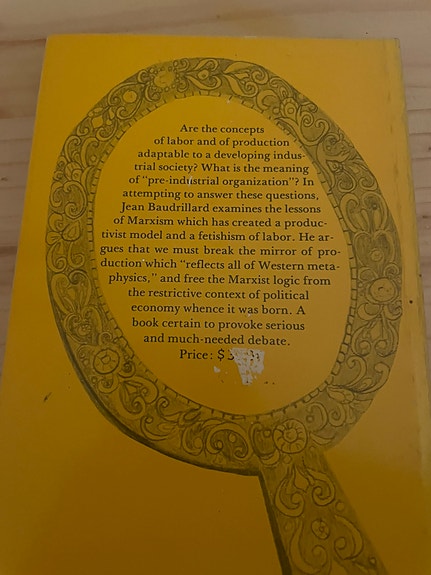 Are the concepts
of labor and of production
adaptable to a developing indus-
trial society? What is the meaning
of “pre-industrial organization”? In
attempting to answer these questions,
Jean Baudrillard examines the lessons
of Marxism which has created a produc-
tivist model and a fetishism of labor. He ar-
gues that we must break the mirror of pro-
duction which “reflects all of Western meta-
physics,” and free the Marxist logic from
the restrictive context of political
economy whence it was born. A
book certain to provoke serious
and much-needed debate.
Price: $